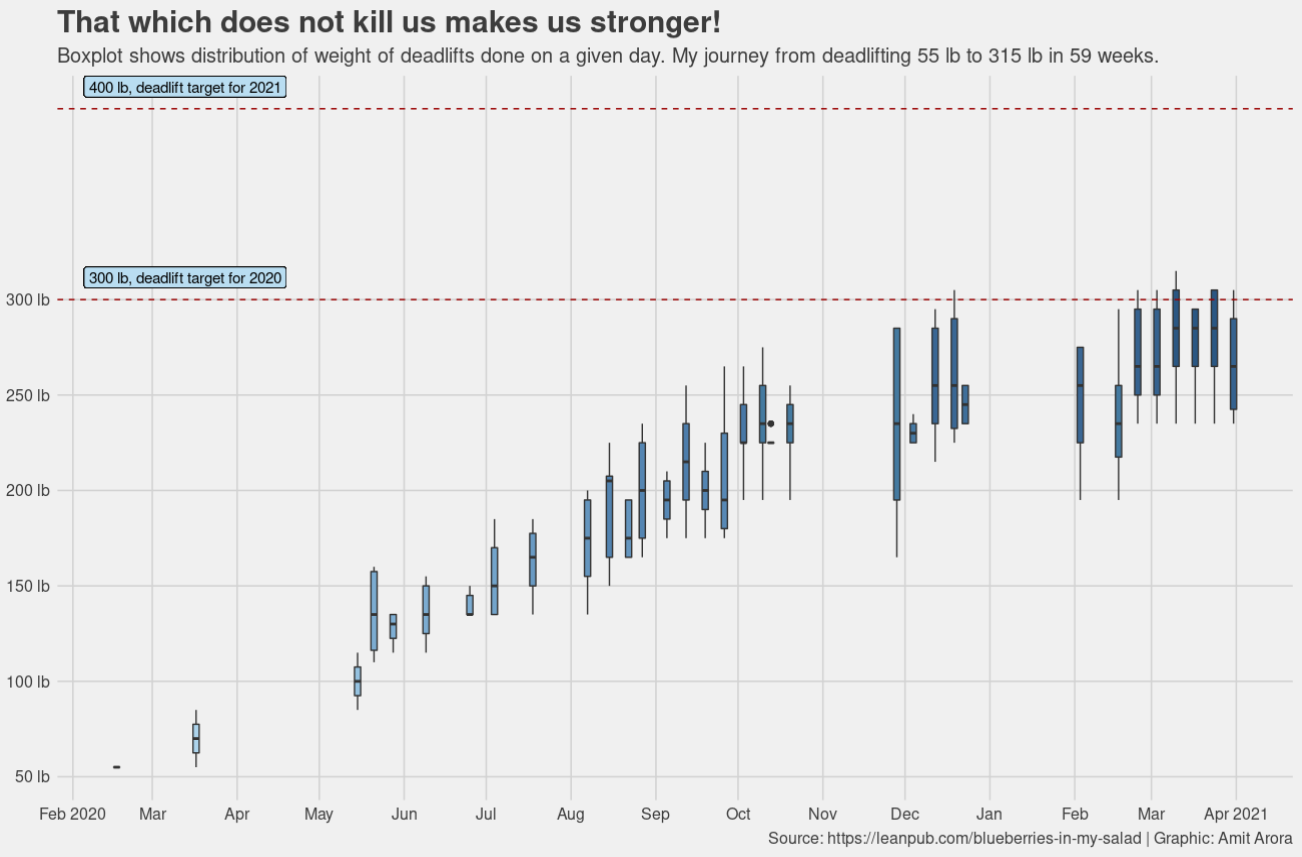 That which does not kill us makes us stronger!
Boxplot shows distribution of weight of deadlifts done on a given day. My journey from deadlifting 55 lb to 315 lb in 59 weeks.
400 lb, deadlift target for 2021
300 lb, deadlift target for 2020
300 lb
250 lb
200 lb
150 lb
100 lb
50 lb
Feb 2020 Mar Apr May Jun Jul Aug Sep Oct Nov Dec Jan Feb Mar Apr 2021
Source: https://leanpub.com/blueberries-in-my-salad | Graphic: Amit Arora